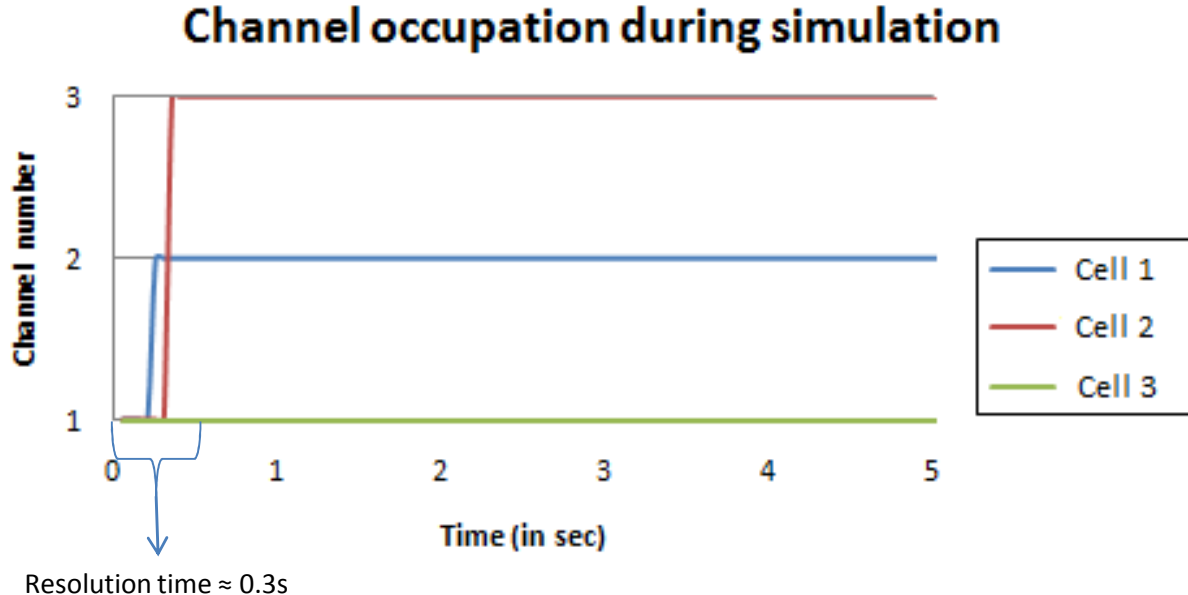 Channel occupation during simulation
3
2
1
Channel number
0 1 2 3 4 5
Time (in sec)
Cell 1
Cell 2
Cell 3
Resolution time ≈ 0.3s